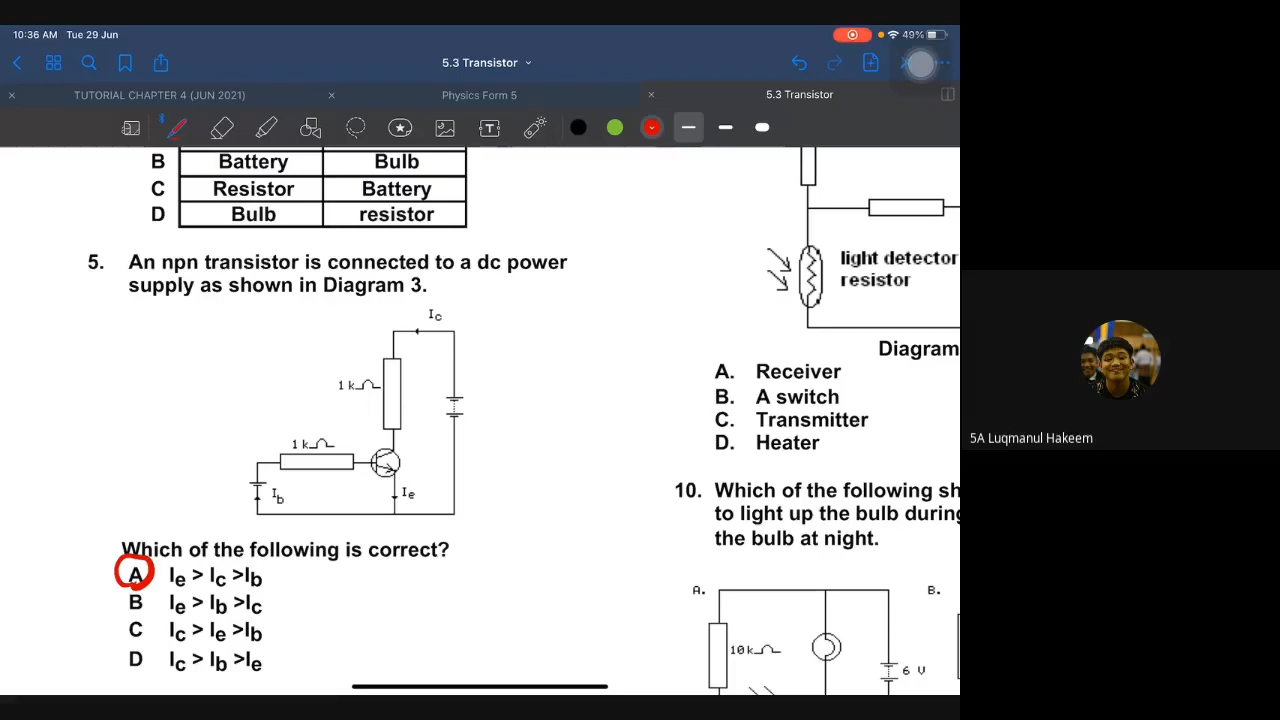 10:36 AM Tue 29 Jun
49%
5.3 Transistor
TUTORIAL CHAPTER 4 (JUN 2021)
Physics Form 5
5.3 Transistor
B Battery Bulb
C Resistor Battery
D Bulb resistor
5. An npn transistor is connected to a dc power
supply as shown in Diagram 3.
Ic
1 kΩ
1 kΩ
Ib
Ie
Which of the following is correct?
A Ie > Ic >Ib
B Ie > Ib >Ic
C Ic > Ie >Ib
D Ic > Ib >Ie
light detector
resistor
Diagram
A. Receiver
B. A switch
C. Transmitter
D. Heater
10. Which of the following sh
to light up the bulb during
the bulb at night.
A.
10 kΩ
6 V
B.
5A Luqmanul Hakeem